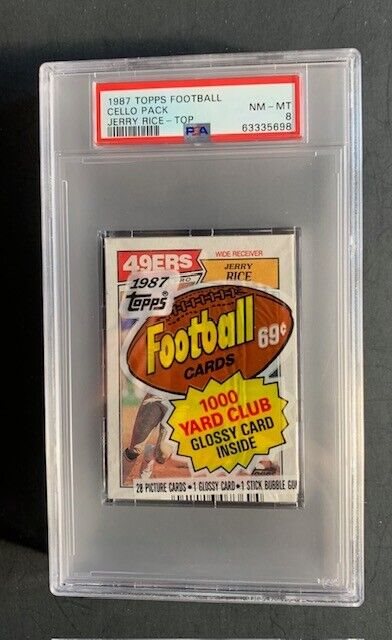 1987 TOPPS FOOTBALL
CELLO PACK
JERRY RICE - TOP
NM - MT
8
63335698
PSA
49ERS
WIDE RECEIVER
JERRY
RICE
PRO
1987
TOPPS®
Football
CARDS
69¢
1000
YARD CLUB
GLOSSY CARD
INSIDE
28 PICTURE CARDS • 1 GLOSSY CARD • 1 STICK BUBBLE GU